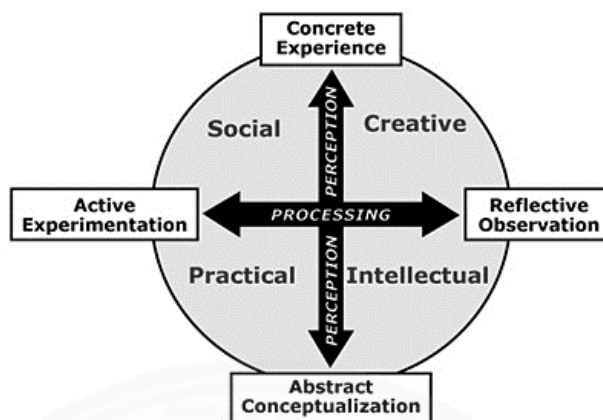 Concrete
Experience
Social
Creative
PERCEPTION
Active
Experimentation
PROCESSING
Reflective
Observation
Practical
PERCEPTION
Intellectual
Abstract
Conceptualization